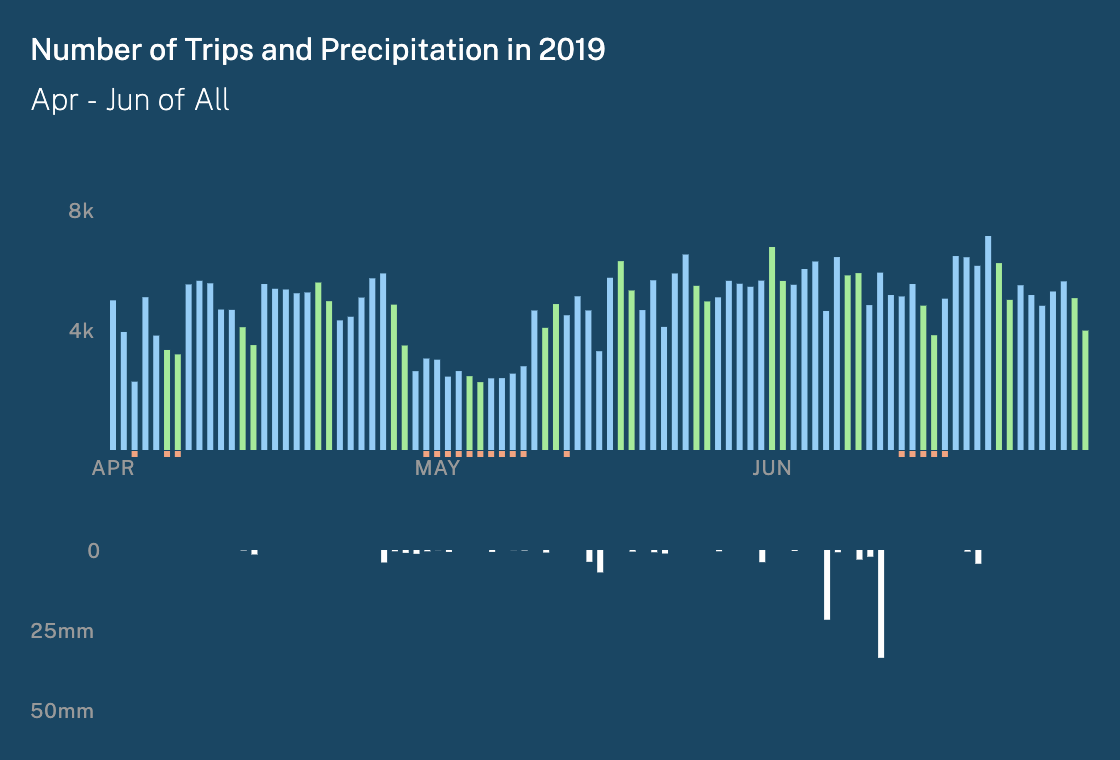 Number of Trips and Precipitation in 2019
Apr - Jun of All
8k
4k
APR MAY JUN
0
25mm
50mm